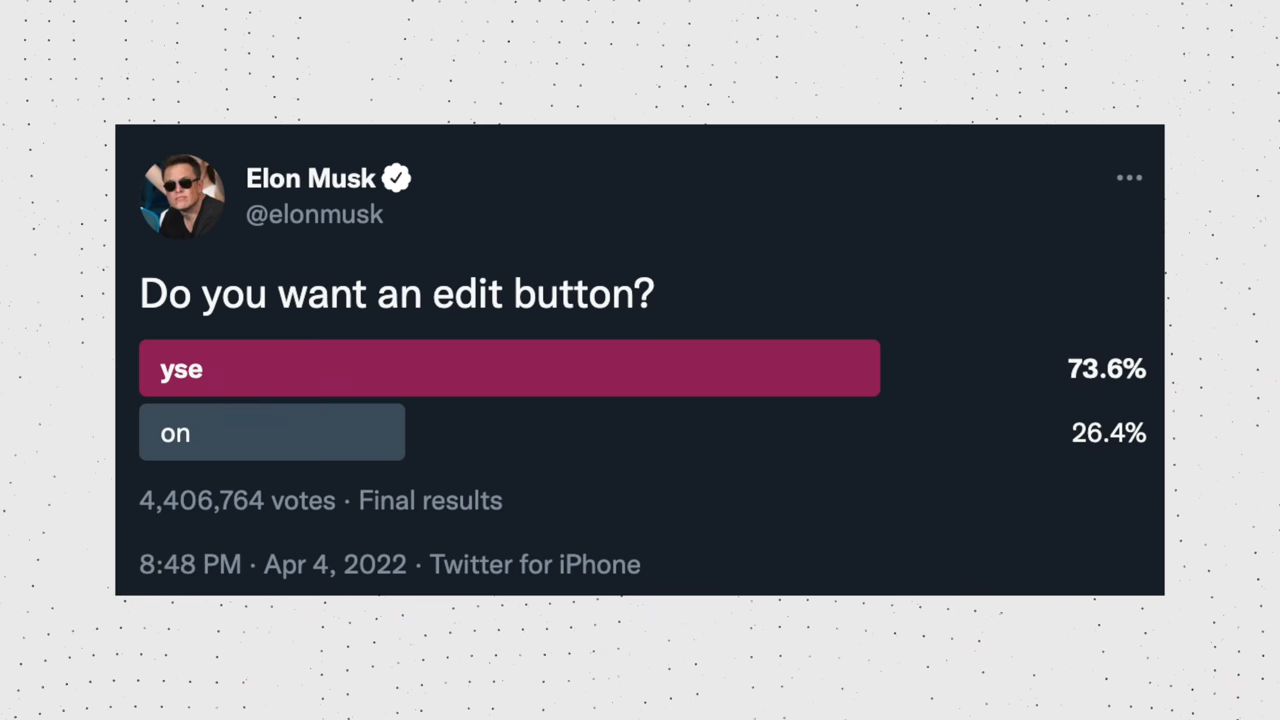 Elon Musk
@elonmusk
Do you want an edit button?
yse 73.6%
on 26.4%
4,406,764 votes · Final results
8:48 PM · Apr 4, 2022 · Twitter for iPhone